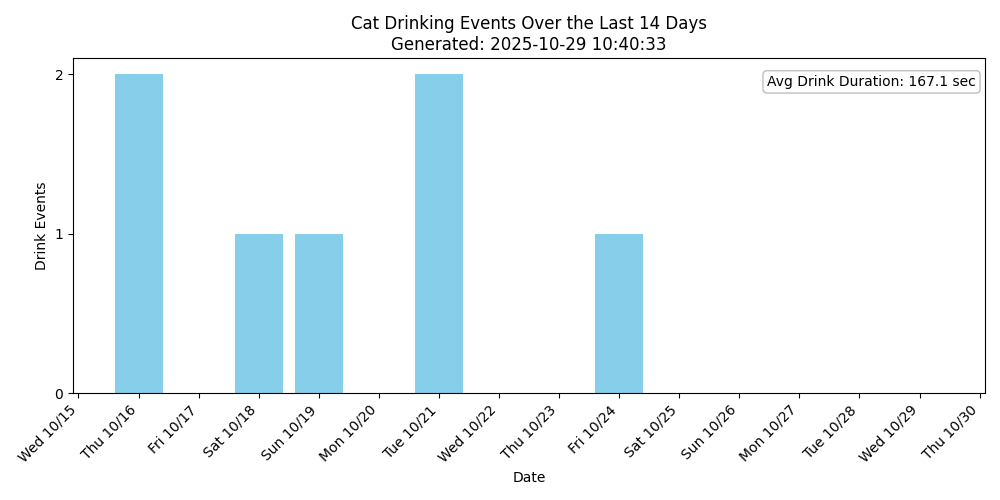 Cat Drinking Events Over the Last 14 Days
Generated: 2025-10-29 10:40:33
Avg Drink Duration: 167.1 sec
Drink Events
2
1
0
Wed 10/15
Thu 10/16
Fri 10/17
Sat 10/18
Sun 10/19
Mon 10/20
Tue 10/21
Wed 10/22
Thu 10/23
Fri 10/24
Sat 10/25
Sun 10/26
Mon 10/27
Tue 10/28
Wed 10/29
Thu 10/30
Date